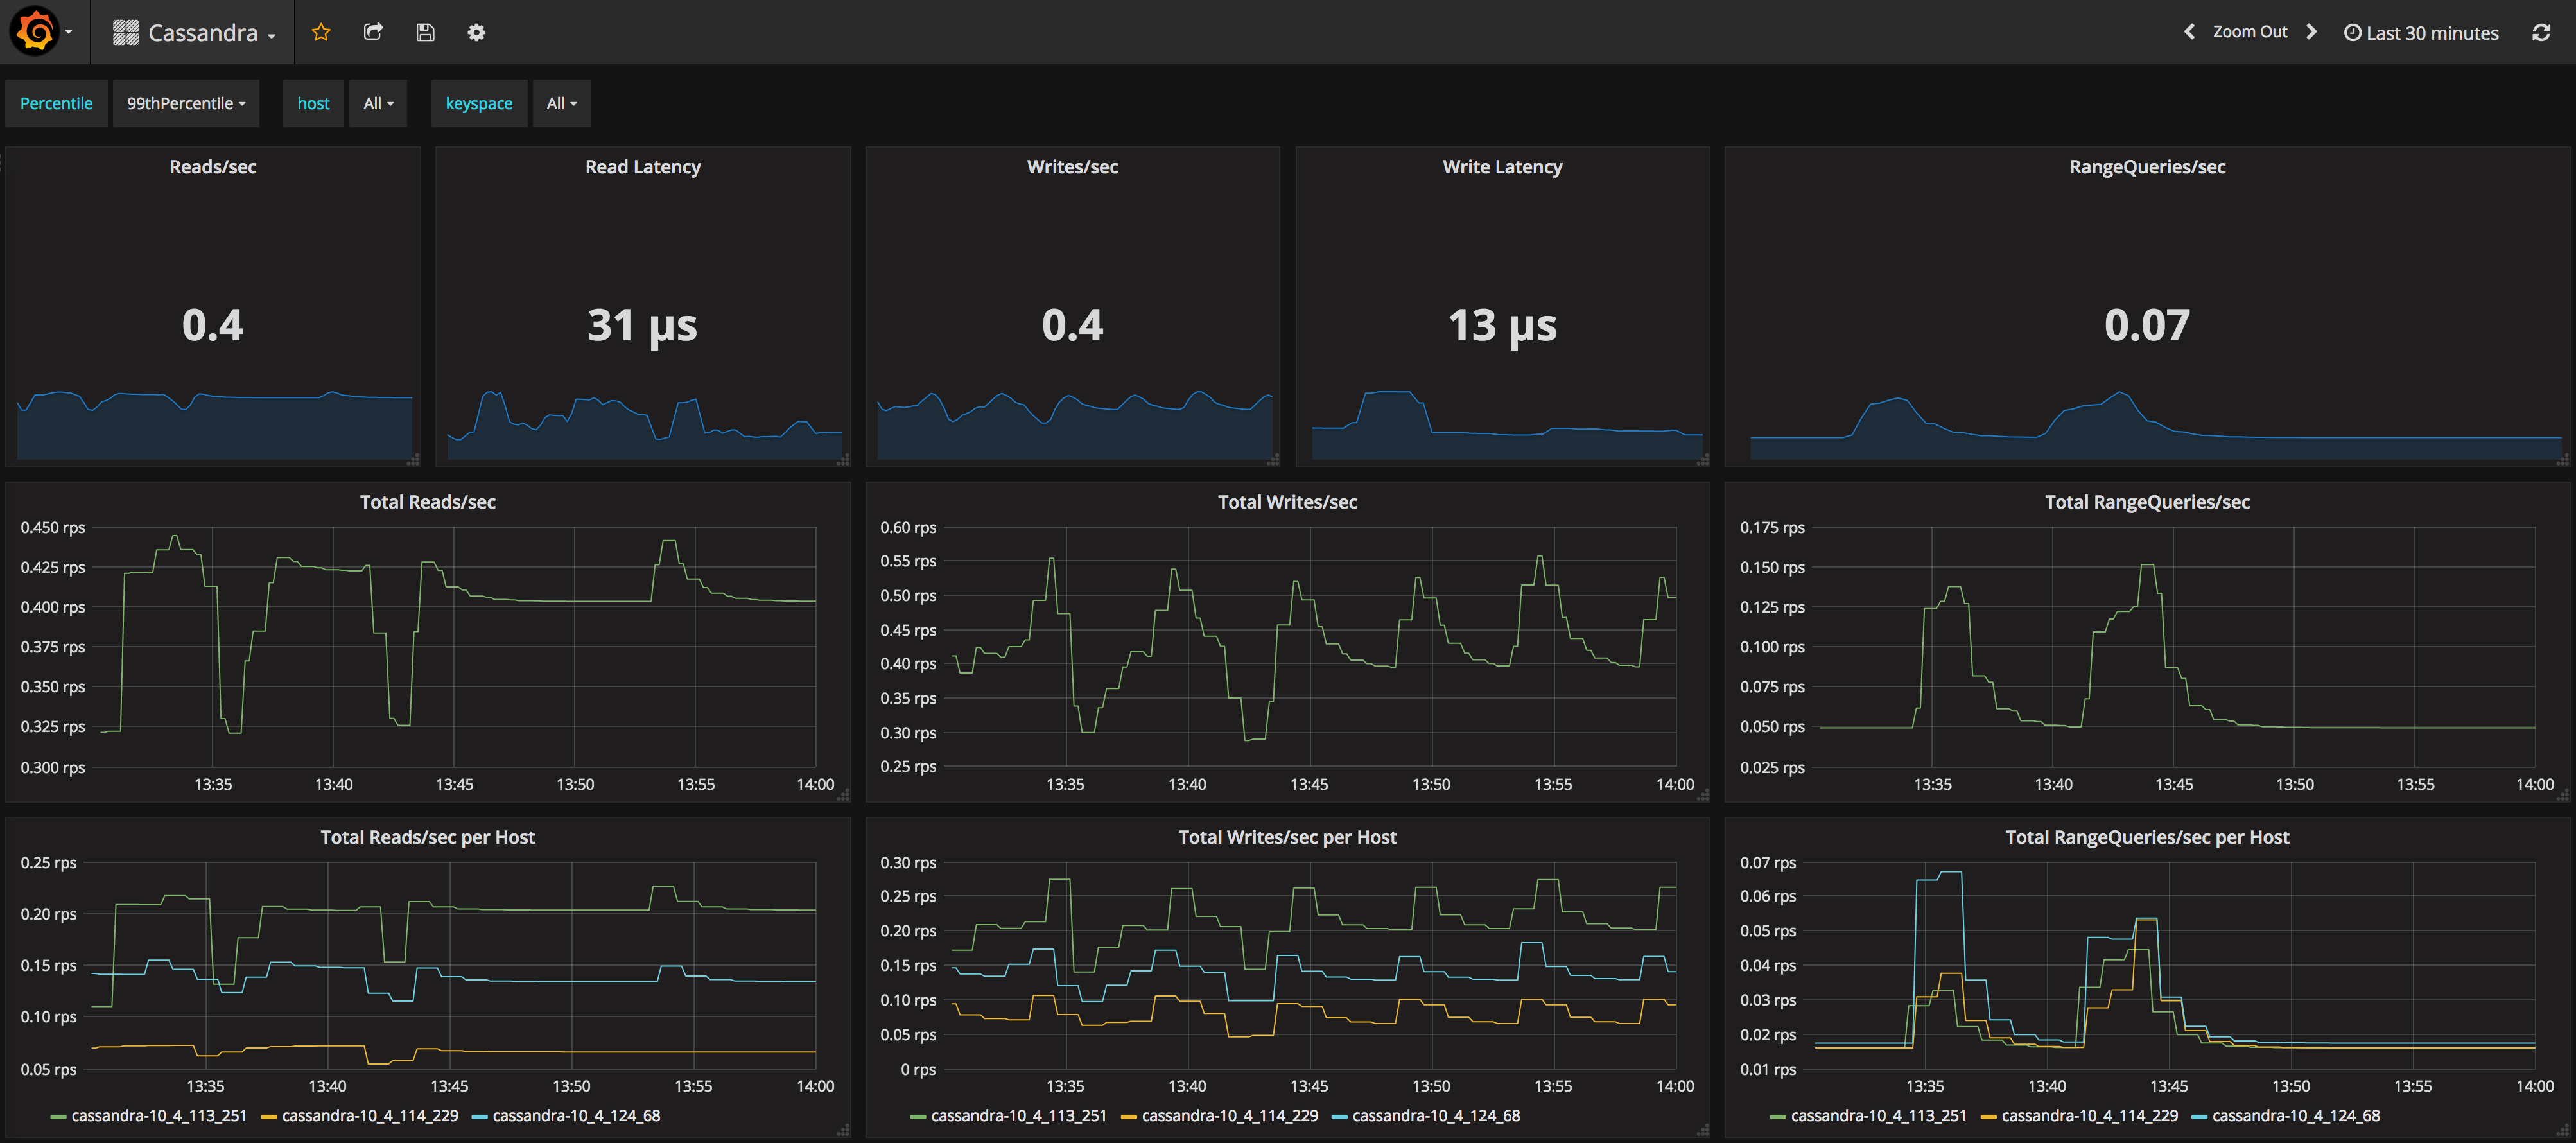 Cassandra
Zoom Out
Last 30 minutes
Percentile 99thPercentile host All keyspace All
Reads/sec
0.4
Read Latency
31 µs
Writes/sec
0.4
Write Latency
13 µs
RangeQueries/sec
0.07
Total Reads/sec
0.450 rps
0.425 rps
0.400 rps
0.375 rps
0.350 rps
0.325 rps
0.300 rps
13:35 13:40 13:45 13:50 13:55 14:00
Total Writes/sec
0.60 rps
0.55 rps
0.50 rps
0.45 rps
0.40 rps
0.35 rps
0.30 rps
0.25 rps
13:35 13:40 13:45 13:50 13:55 14:00
Total RangeQueries/sec
0.175 rps
0.150 rps
0.125 rps
0.100 rps
0.075 rps
0.050 rps
0.025 rps
13:35 13:40 13:45 13:50 13:55 14:00
Total Reads/sec per Host
0.25 rps
0.20 rps
0.15 rps
0.10 rps
0.05 rps
13:35 13:40 13:45 13:50 13:55 14:00
cassandra-10_4_113_251 cassandra-10_4_114_229 cassandra-10_4_124_68
Total Writes/sec per Host
0.30 rps
0.25 rps
0.20 rps
0.15 rps
0.10 rps
0.05 rps
0 rps
13:35 13:40 13:45 13:50 13:55 14:00
cassandra-10_4_113_251 cassandra-10_4_114_229 cassandra-10_4_124_68
Total RangeQueries/sec per Host
0.07 rps
0.06 rps
0.05 rps
0.04 rps
0.03 rps
0.02 rps
0.01 rps
13:35 13:40 13:45 13:50 13:55 14:00
cassandra-10_4_113_251 cassandra-10_4_114_229 cassandra-10_4_124_68